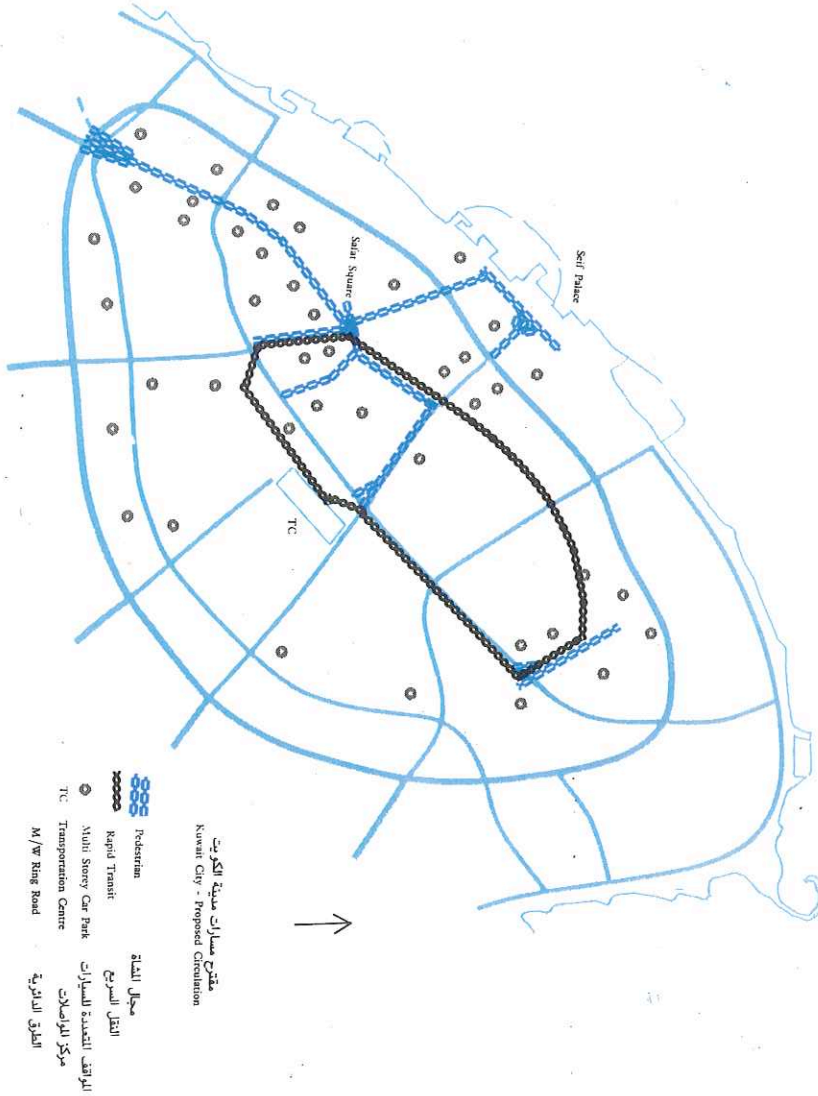 Seif Palace
Safat Square
TC
مقترح مسارات مدينة الكويت
Kuwait City - Proposed Circulation
Pedestrian مجال المشاة
Rapid Transit النقل السريع
Multi Storey Car Park المواقف المتعددة للسيارات
TC Transportation Centre مركز المواصلات
M/W Ring Road الطرق الدائرية